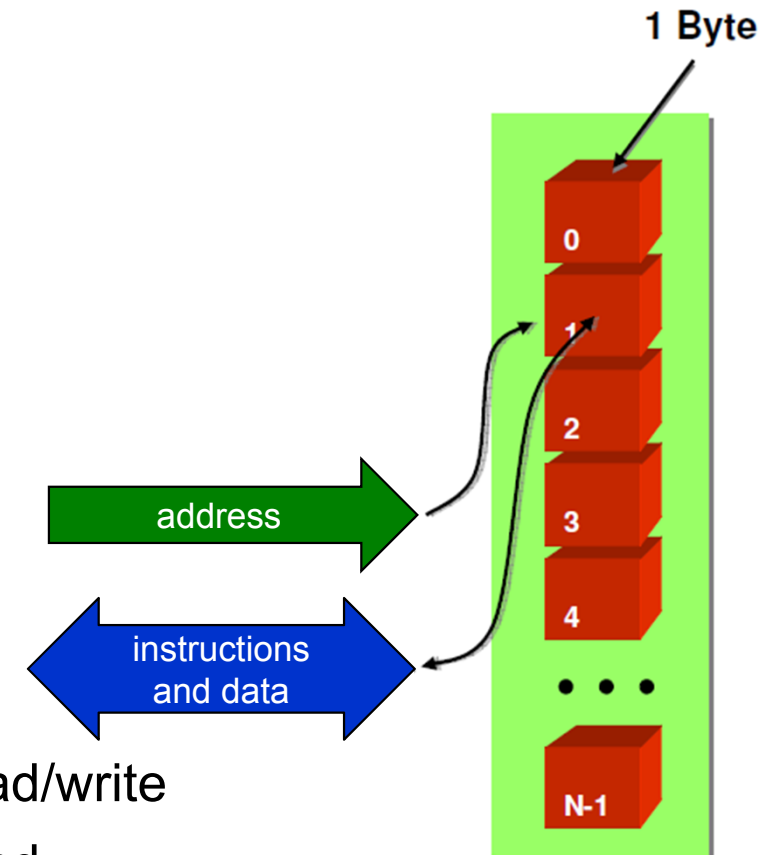 1 Byte
0
1
2
3
address
4
instructions
and data
N-1
ad/write